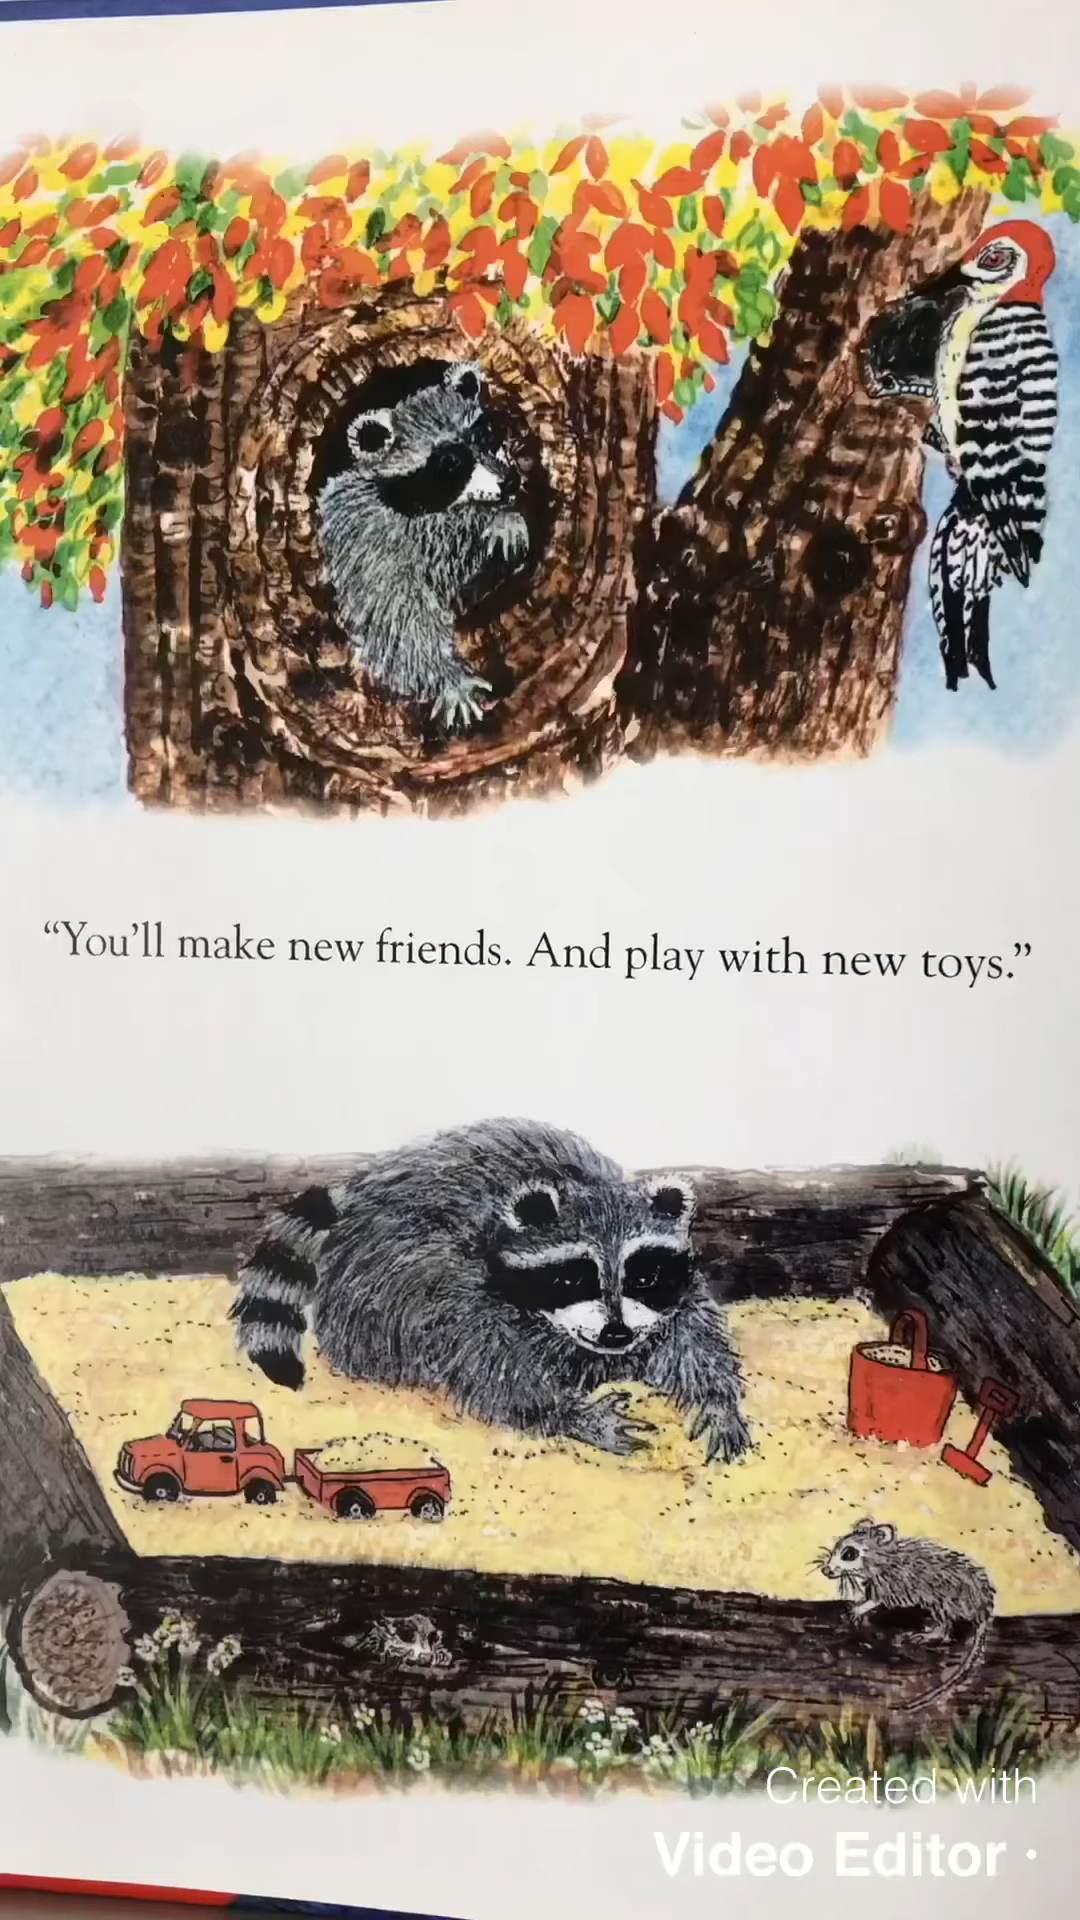 “You’ll make new friends. And play with new toys.”
Created with
Video Editor ·